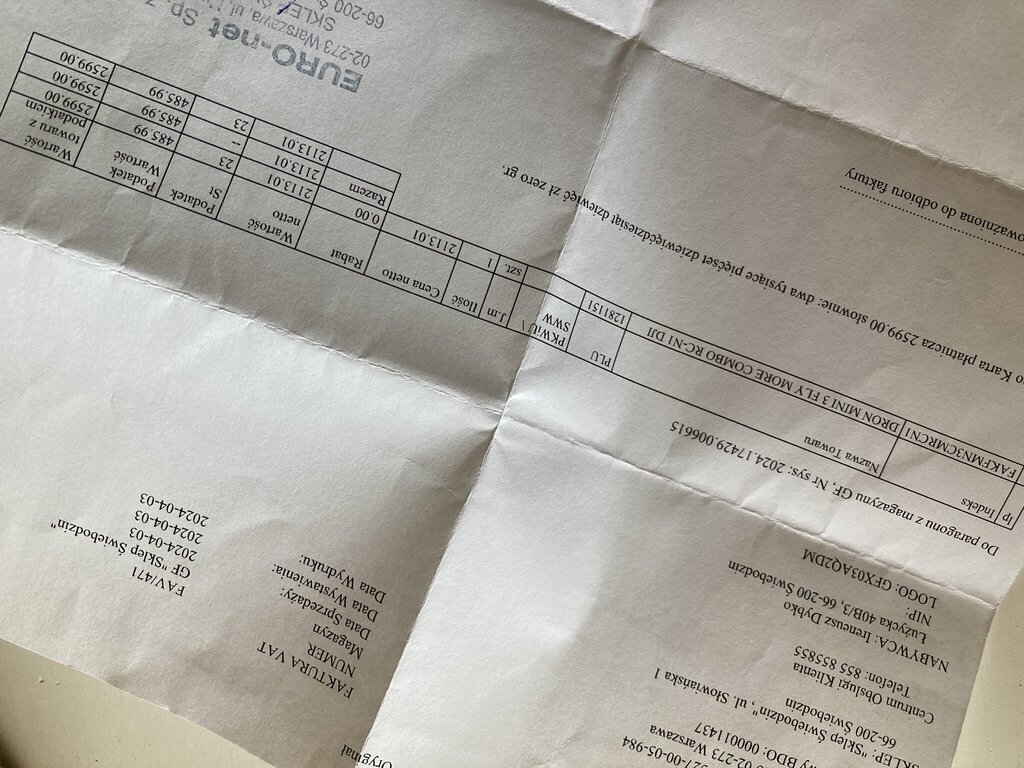 Oryginał
27-00-05-984
02-273 Warszawa
BDO: 000011437
SKLEP: "Sklep Świebodzin", ul. Słowiańska 1
66-200 Świebodzin
Centrum Obsługi Klienta
Telefon: 855 855855
FAKTURA VAT
NUMER FAV/471
Magazyn GF "Sklep Świebodzin"
Data Sprzedaży: 2024-04-03
Data Wystawienia: 2024-04-03
Data Wydruku: 2024-04-03
NABYWCA: Ireneusz Dybko
Łużycka 40B/3, 66-200 Świebodzin
NIP:
LOGO: GFX03AQ2DM
Do paragonu z magazynu GF, Nr sys: 2024.17429.006615
lp Indeks Nazwa Towaru PLU PKWiU \ SWW J.m Ilość Cena netto Rabat Wartość netto St Podatek Wartość Podatek Wartość towaru z podatkiem
FAKFMN3CMRCN1 DRON MINI 3 FLY MORE COMBO RC-N1 DJI 1281151 szt. 1 2113.01 0.00 2113.01 23 485.99 2599.00
2113.01 -- 485.99 2599.00
Razem 2113.01 23 485.99 2599.00
Karta płatnicza 2599.00 słownie: dwa tysiące pięćset dziewięćdziesiąt dziewięć zł zero gr.
EURO-net Sp.
02-273 Warszawa ul.
SKLEP
66-200
do odbioru faktury